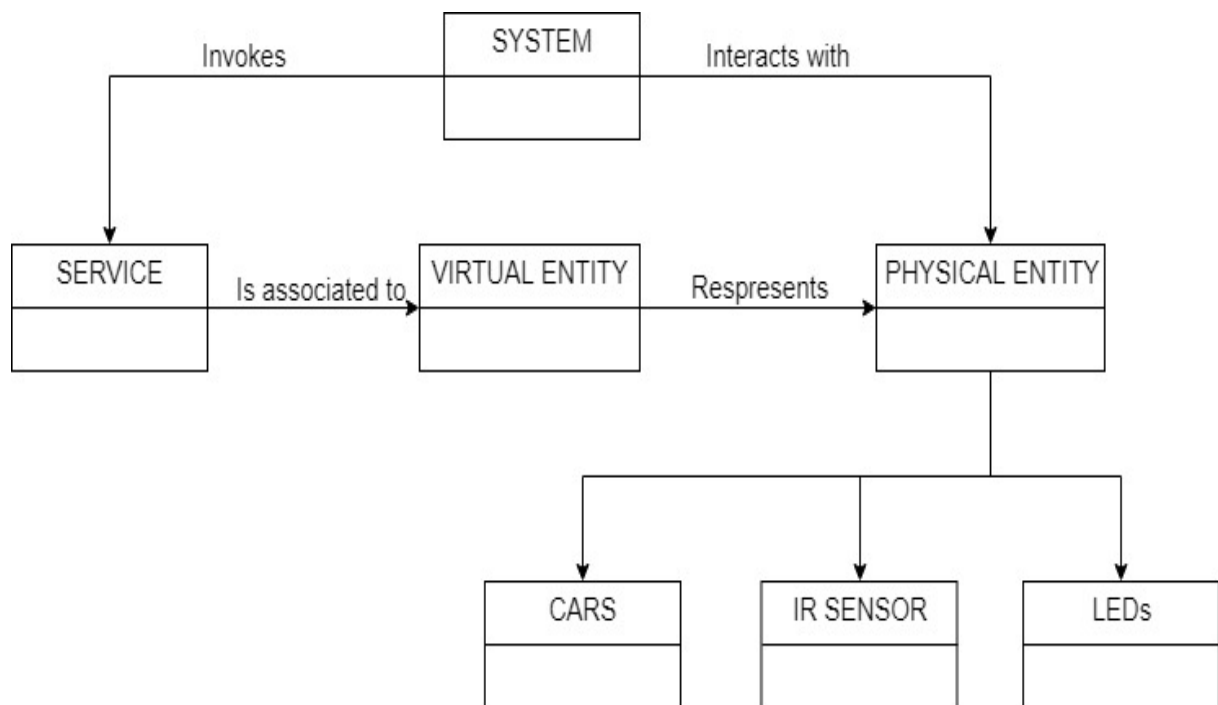 SYSTEM
Invokes
Interacts with
SERVICE
Is associated to
VIRTUAL ENTITY
Respresents
PHYSICAL ENTITY
CARS
IR SENSOR
LEDs